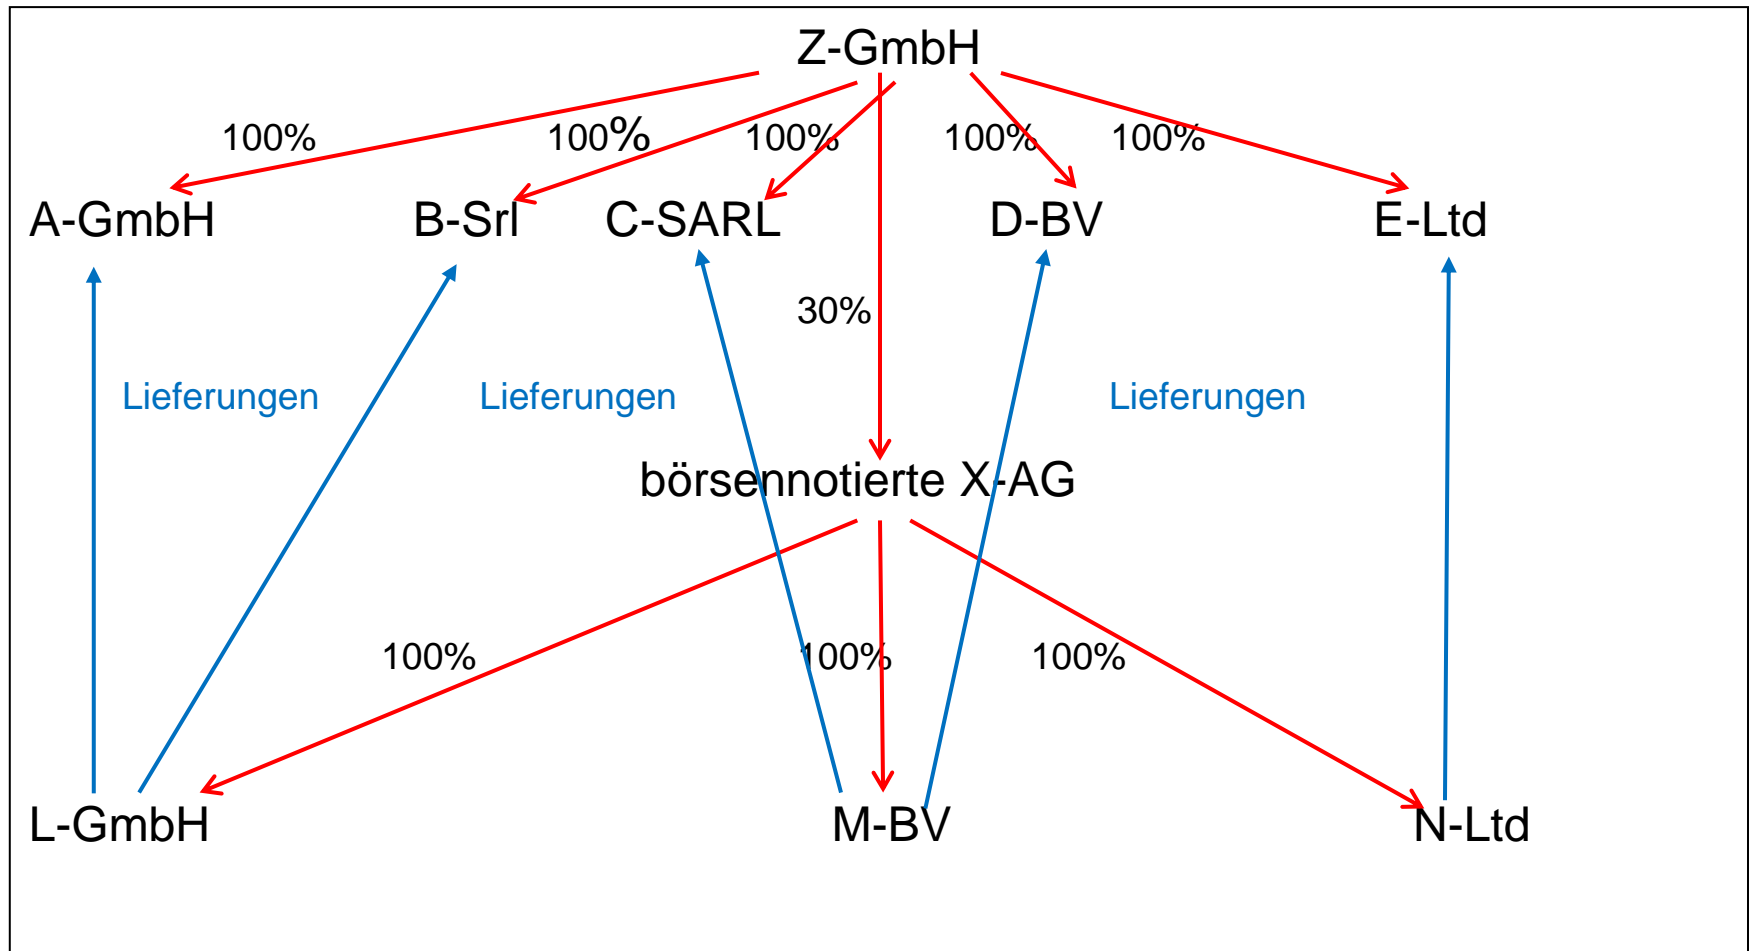 Z-GmbH
100% 100% 100% 100% 100%
A-GmbH B-Srl C-SARL D-BV E-Ltd
30%
Lieferungen Lieferungen Lieferungen
börsennotierte X-AG
100% 100% 100%
L-GmbH M-BV N-Ltd